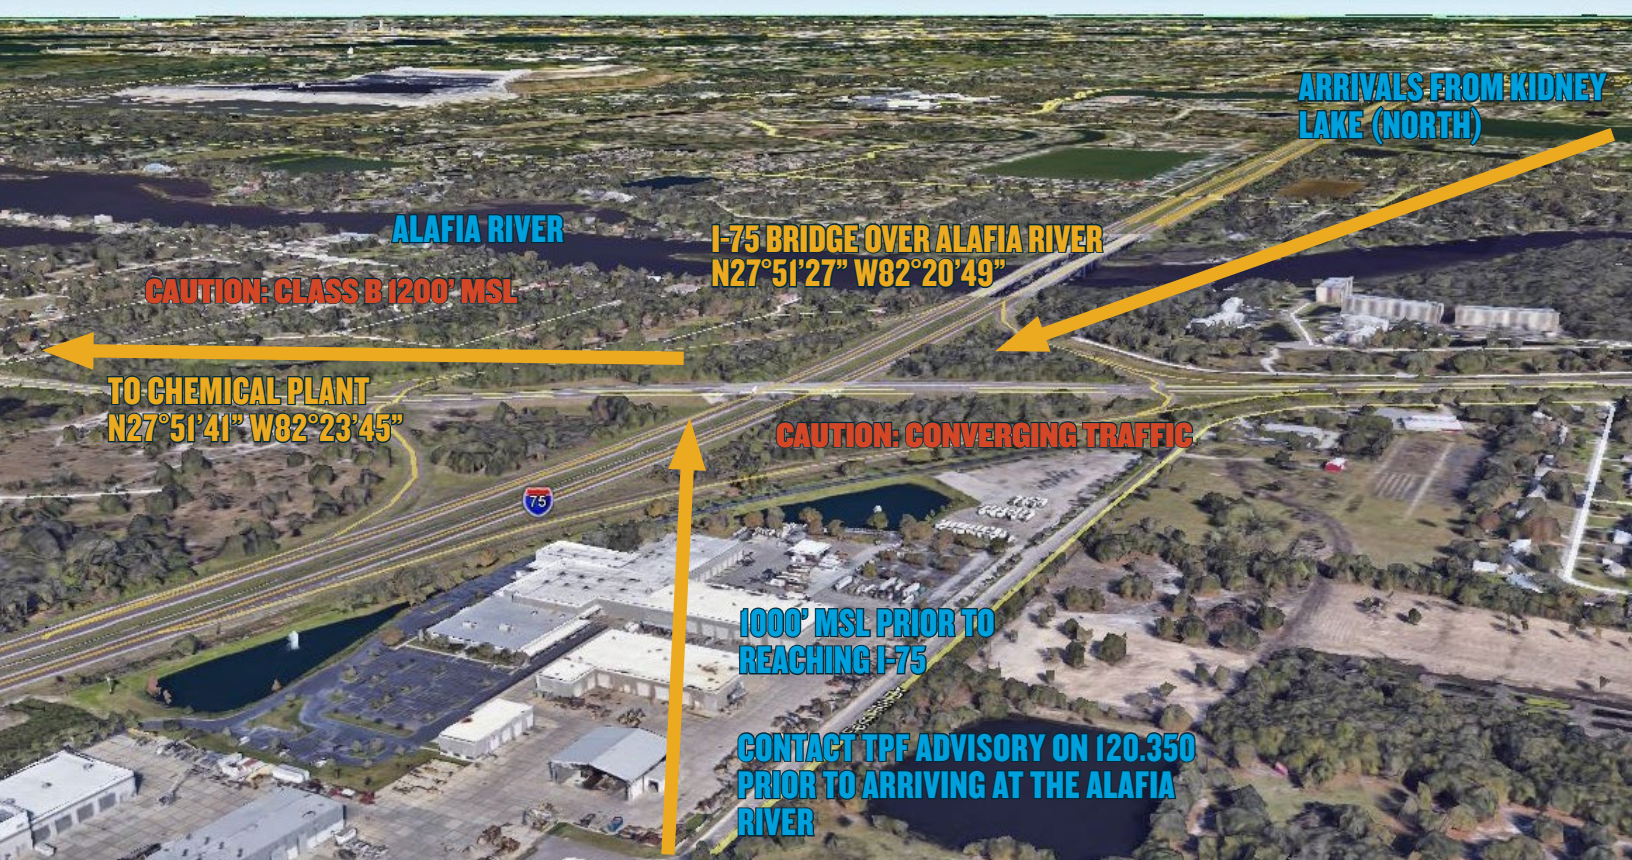 ARRIVALS FROM KIDNEY
LAKE (NORTH)
ALAFIA RIVER
I-75 BRIDGE OVER ALAFIA RIVER
N27°51'27" W82°20'49"
CAUTION: CLASS B 1200' MSL
TO CHEMICAL PLANT
N27°51'41" W82°23'45"
CAUTION: CONVERGING TRAFFIC
75
1000' MSL PRIOR TO
REACHING I-75
CONTACT TPF ADVISORY ON 120.350
PRIOR TO ARRIVING AT THE ALAFIA
RIVER